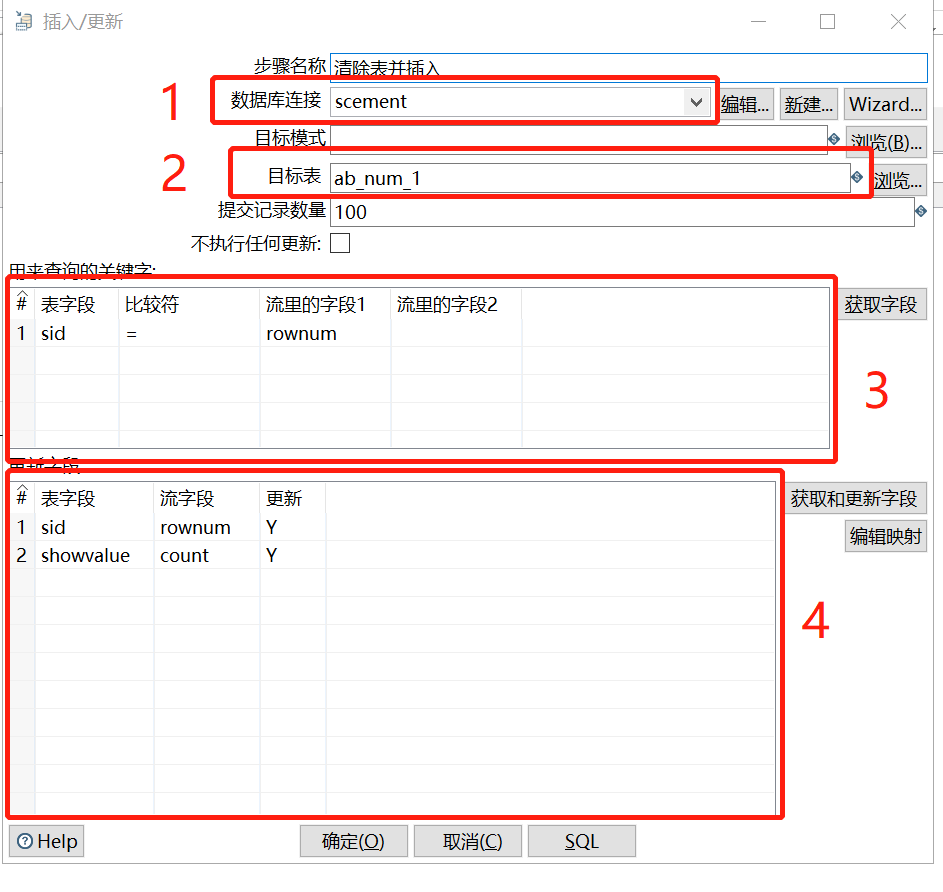 插入/更新
步骤名称 清除表并插入
1 数据库连接 scement 编辑... 新建... Wizard...
目标模式 浏览(B)...
2 目标表 ab_num_1 浏览...
提交记录数量 100
不执行任何更新:
用来查询的关键字:
# 表字段 比较符 流里的字段1 流里的字段2 获取字段
1 sid = rownum
3
更新字段
# 表字段 流字段 更新 获取和更新字段
1 sid rownum Y 编辑映射
2 showvalue count Y
4
Help 确定(O) 取消(C) SQL